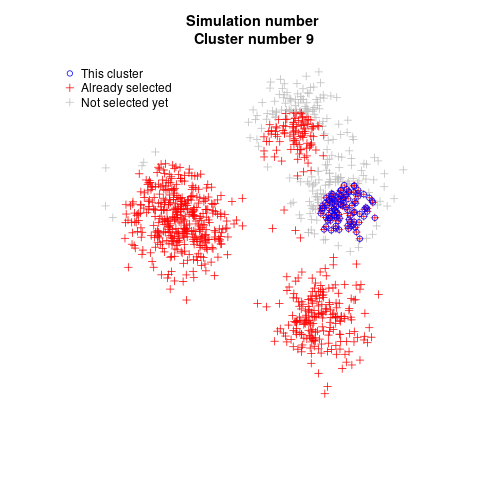 Simulation number
Cluster number 9
This cluster
Already selected
Not selected yet